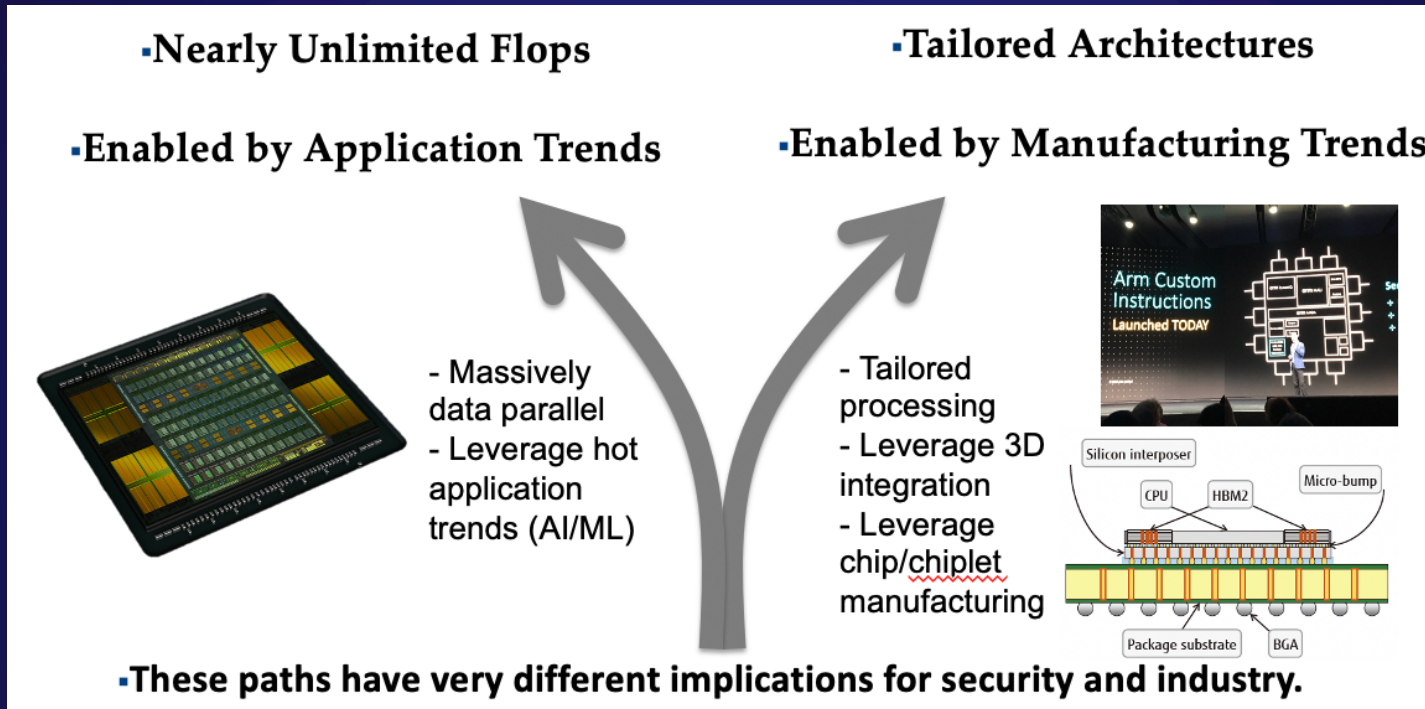 ▪Nearly Unlimited Flops
▪Enabled by Application Trends
▪Tailored Architectures
▪Enabled by Manufacturing Trends
- Massively
data parallel
- Leverage hot
application
trends (AI/ML)
- Tailored
processing
- Leverage 3D
integration
- Leverage
chip/chiplet
manufacturing
Arm Custom
Instructions
Launched TODAY
Silicon interposer
CPU
HBM2
Micro-bump
Package substrate
BGA
▪These paths have very different implications for security and industry.